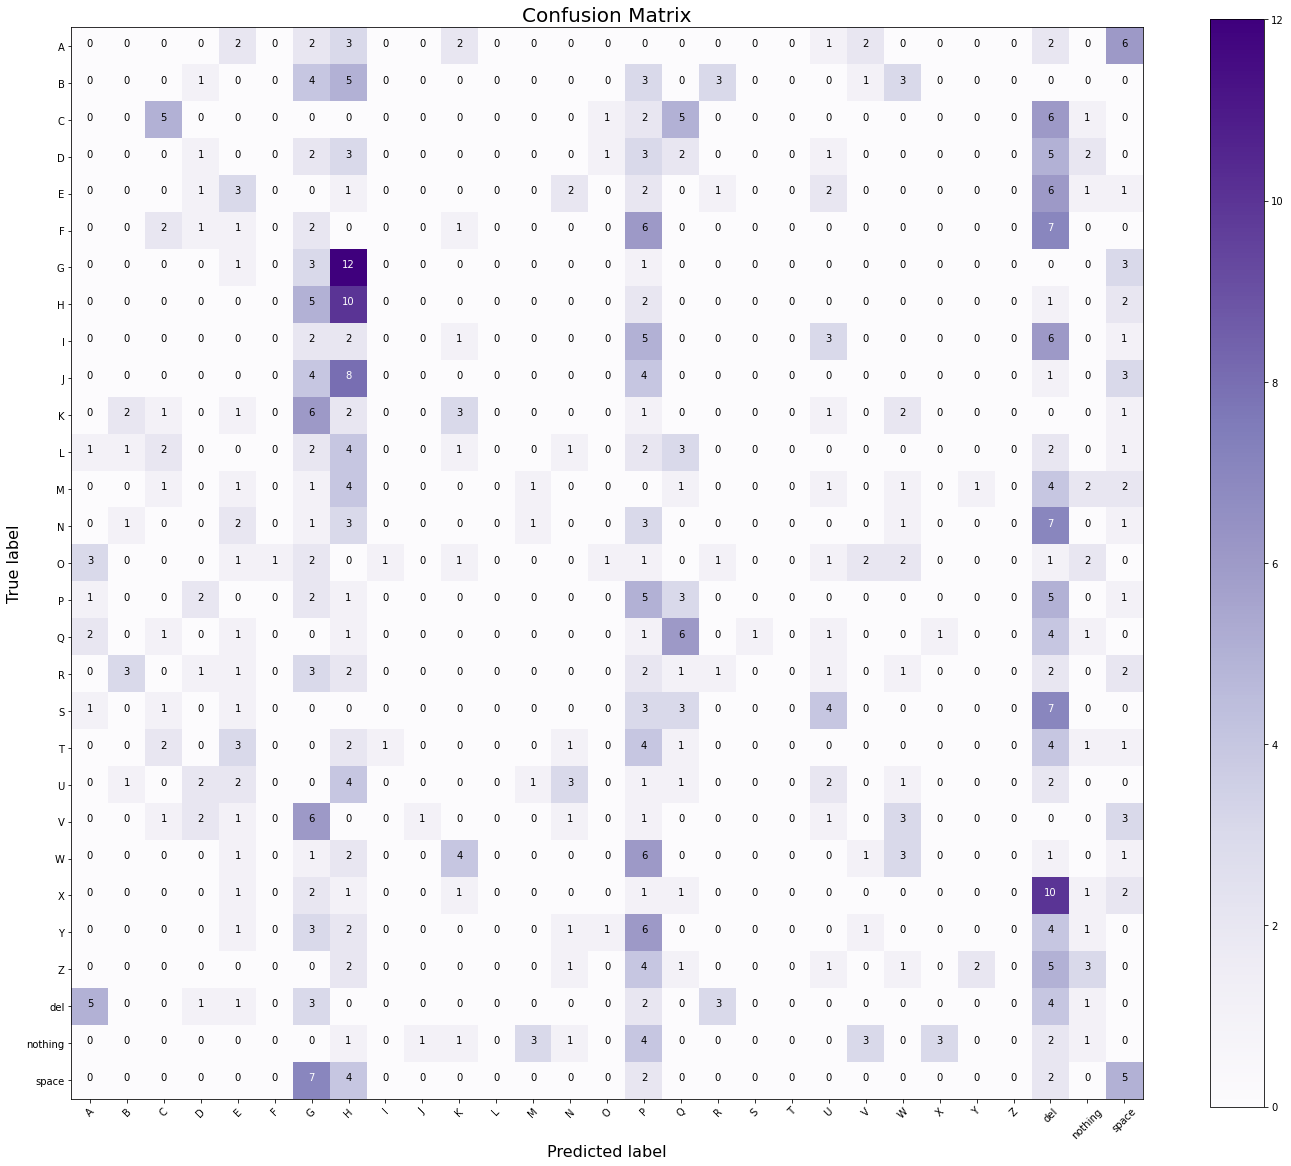 Confusion Matrix
A 0 0 0 0 2 0 2 3 0 0 2 0 0 0 0 0 0 0 0 0 1 2 0 0 0 0 2 0 6
B 0 0 0 1 0 0 4 5 0 0 0 0 0 0 0 3 0 3 0 0 0 1 3 0 0 0 0 0 0
C 0 0 5 0 0 0 0 0 0 0 0 0 0 0 1 2 5 0 0 0 0 0 0 0 0 0 6 1 0
D 0 0 0 1 0 0 2 3 0 0 0 0 0 0 1 3 2 0 0 0 1 0 0 0 0 0 5 2 0
E 0 0 0 1 3 0 0 1 0 0 0 0 0 2 0 2 0 1 0 0 2 0 0 0 0 0 6 1 1
F 0 0 2 1 1 0 2 0 0 0 1 0 0 0 0 6 0 0 0 0 0 0 0 0 0 0 7 0 0
G 0 0 0 0 1 0 3 12 0 0 0 0 0 0 0 1 0 0 0 0 0 0 0 0 0 0 0 0 3
H 0 0 0 0 0 0 5 10 0 0 0 0 0 0 0 2 0 0 0 0 0 0 0 0 0 0 1 0 2
I 0 0 0 0 0 0 2 2 0 0 1 0 0 0 0 5 0 0 0 0 3 0 0 0 0 0 6 0 1
J 0 0 0 0 0 0 4 8 0 0 0 0 0 0 0 4 0 0 0 0 0 0 0 0 0 0 1 0 3
K 0 2 1 0 1 0 6 2 0 0 3 0 0 0 0 1 0 0 0 0 1 0 2 0 0 0 0 0 1
L 1 1 2 0 0 0 2 4 0 0 1 0 0 1 0 2 3 0 0 0 0 0 0 0 0 0 2 0 1
M 0 0 1 0 1 0 1 4 0 0 0 0 1 0 0 0 1 0 0 0 1 0 1 0 1 0 4 2 2
N 0 1 0 0 2 0 1 3 0 0 0 0 1 0 0 3 0 0 0 0 0 0 1 0 0 0 7 0 1
O 3 0 0 0 1 1 2 0 1 0 1 0 0 0 1 1 0 1 0 0 1 2 2 0 0 0 1 2 0
P 1 0 0 2 0 0 2 1 0 0 0 0 0 0 0 5 3 0 0 0 0 0 0 0 0 0 5 0 1
Q 2 0 1 0 1 0 0 1 0 0 0 0 0 0 0 1 6 0 1 0 1 0 0 1 0 0 4 1 0
R 0 3 0 1 1 0 3 2 0 0 0 0 0 0 0 2 1 1 0 0 1 0 1 0 0 0 2 0 2
S 1 0 1 0 1 0 0 0 0 0 0 0 0 0 0 3 3 0 0 0 4 0 0 0 0 0 7 0 0
T 0 0 2 0 3 0 0 2 1 0 0 0 0 1 0 4 1 0 0 0 0 0 0 0 0 0 4 1 1
U 0 1 0 2 2 0 0 4 0 0 0 0 1 3 0 1 1 0 0 0 2 0 1 0 0 0 2 0 0
V 0 0 1 2 1 0 6 0 0 1 0 0 0 1 0 1 0 0 0 0 1 0 3 0 0 0 0 0 3
W 0 0 0 0 1 0 1 2 0 0 4 0 0 0 0 6 0 0 0 0 0 1 3 0 0 0 1 0 1
X 0 0 0 0 1 0 2 1 0 0 1 0 0 0 0 1 1 0 0 0 0 0 0 0 0 0 10 1 2
Y 0 0 0 0 1 0 3 2 0 0 0 0 0 1 1 6 0 0 0 0 0 1 0 0 0 0 4 1 0
Z 0 0 0 0 0 0 0 2 0 0 0 0 0 1 0 4 1 0 0 0 1 0 1 0 2 0 5 3 0
del 5 0 0 1 1 0 3 0 0 0 0 0 0 0 0 2 0 3 0 0 0 0 0 0 0 0 4 1 0
nothing 0 0 0 0 0 0 0 1 0 1 1 0 3 1 0 4 0 0 0 0 0 3 0 3 0 0 2 1 0
space 0 0 0 0 0 0 7 4 0 0 0 0 0 0 0 2 0 0 0 0 0 0 0 0 0 0 2 0 5
A B C D E F G H I J K L M N O P Q R S T U V W X Y Z del nothing space
Predicted label
True label
12
10
8
6
4
2
0